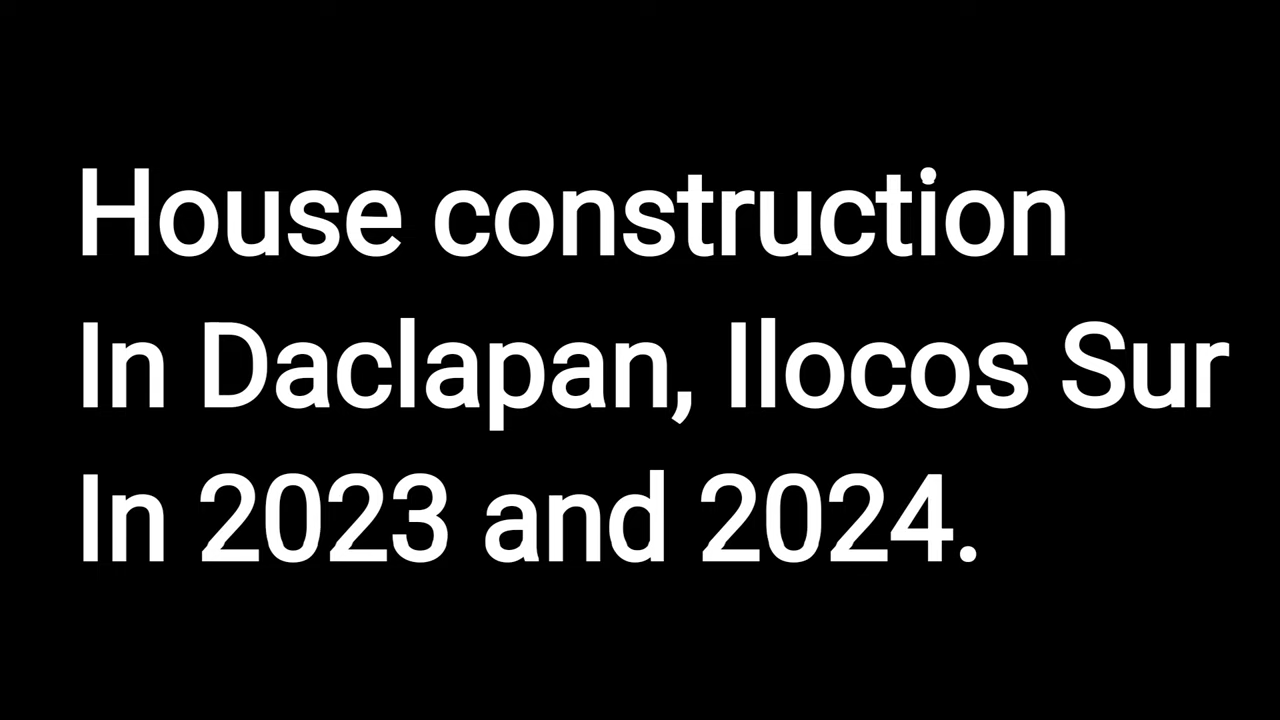 House construction
In Daclapan, Ilocos Sur
In 2023 and 2024.